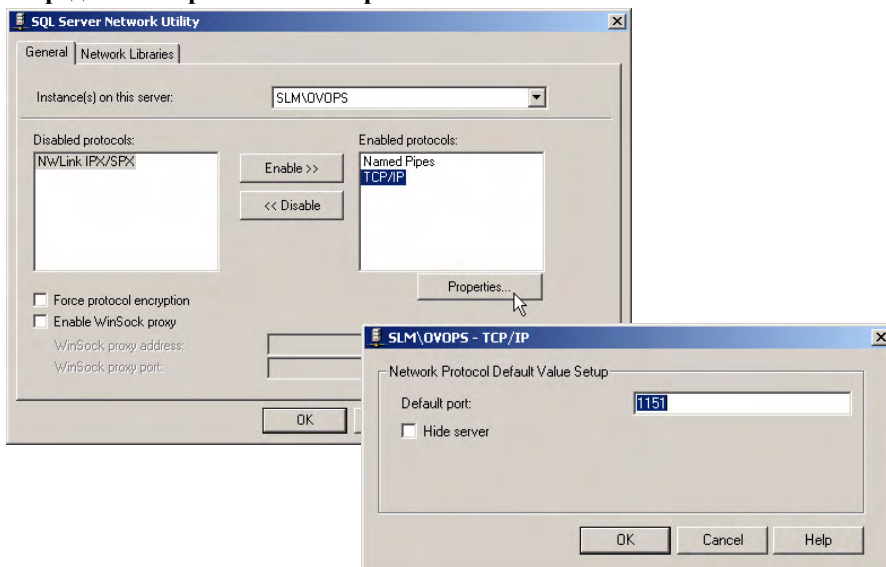 SQL Server Network Utility
General
Network Libraries
Instance(s) on this server:
SLM\OVOPS
Disabled protocols:
Enabled protocols:
NWLink IPX/SPX
Named Pipes
TCP/IP
Enable >>
<< Disable
Properties...
Force protocol encryption
Enable WinSock proxy
WinSock proxy address:
WinSock proxy port:
OK
SLM\OVOPS - TCP/IP
Network Protocol Default Value Setup
Default port:
1151
Hide server
OK
Cancel
Help